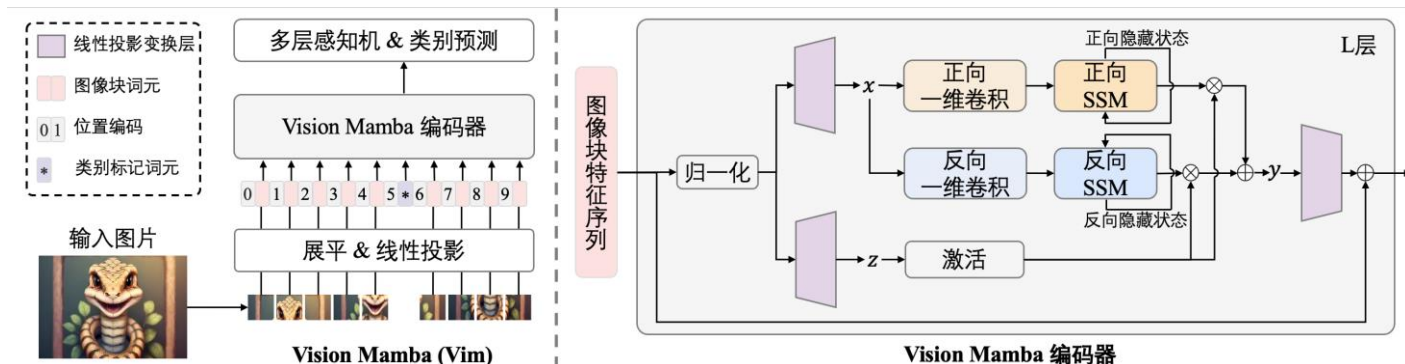 线性投影变换层
图像块词元
0 1 位置编码
* 类别标记词元
输入图片
多层感知机 & 类别预测
Vision Mamba 编码器
0 1 2 3 4 5 * 6 7 8 9
展平 & 线性投影
Vision Mamba (Vim)
图像块特征序列
归一化
x
z
正向
一维卷积
正向隐藏状态
正向
SSM
反向
一维卷积
反向
SSM
反向隐藏状态
激活
y
L层
Vision Mamba 编码器